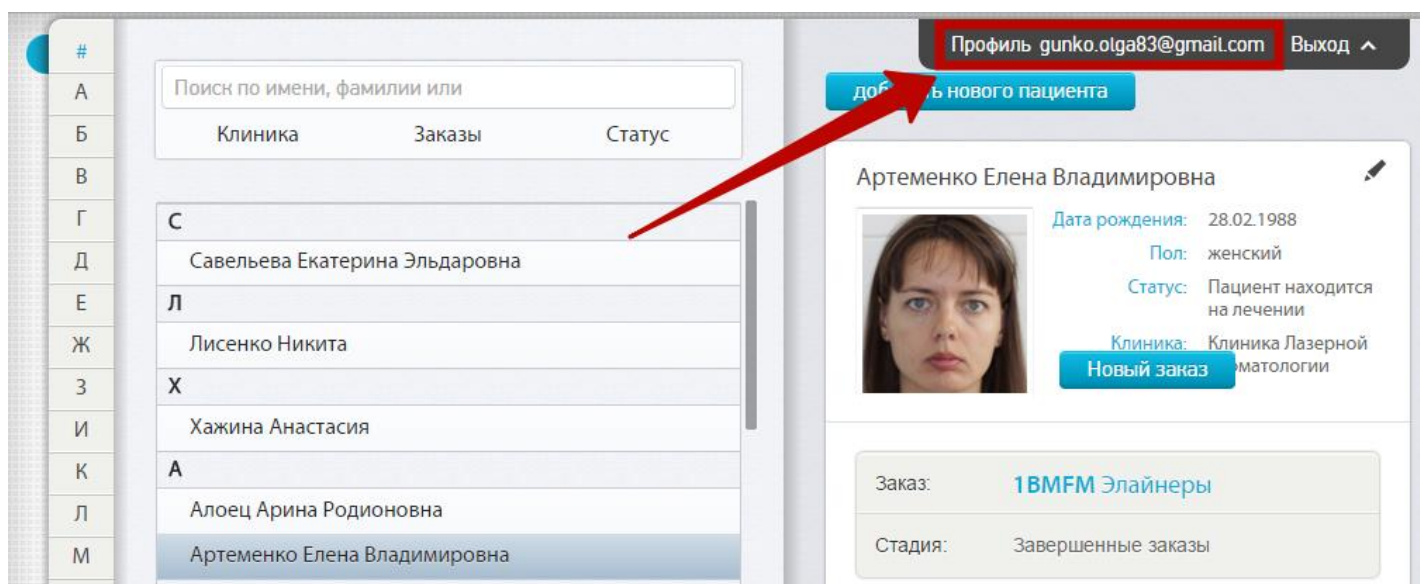 #
А
Б
В
Г
Д
Е
Ж
З
И
К
Л
М
Поиск по имени, фамилии или
Клиника Заказы Статус
С
Савельева Екатерина Эльдаровна
Л
Лисенко Никита
Х
Хажина Анастасия
А
Алоец Арина Родионовна
Артеменко Елена Владимировна
Профиль gunko.olga83@gmail.com Выход
нового пациента
Артеменко Елена Владимировна
Дата рождения: 28.02.1988
Пол: женский
Статус: Пациент находится
на лечении
Клиника: Клиника Лазерной
Новый заказ
Заказ: 1BMFM Элайнеры
Стадия: Завершенные заказы